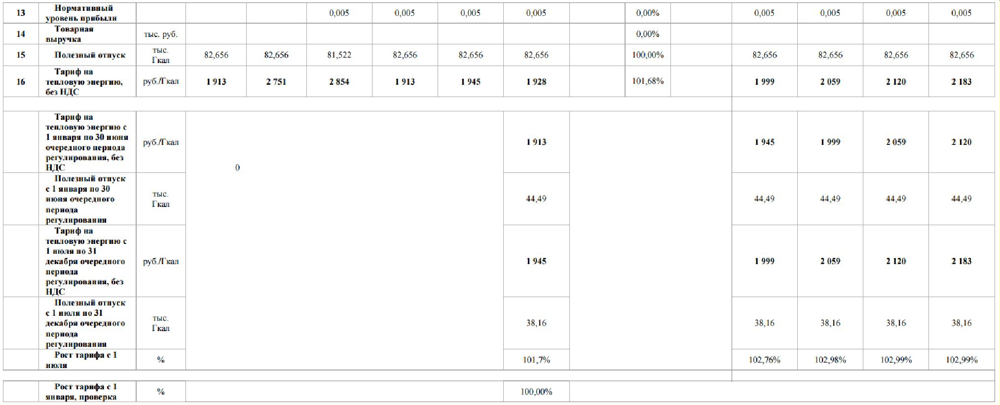 13 Нормативный уровень прибыли 0,005 0,005 0,005 0,005 0,00% 0,005 0,005 0,005 0,005
14 Товарная выручка тыс. руб. 0,00%
15 Полезный отпуск тыс. Гкал 82,656 82,656 81,522 82,656 82,656 82,656 100,00% 82,656 82,656 82,656 82,656
16 Тариф на тепловую энергию, без НДС руб./Гкал 1 913 2 751 2 854 1 913 1 945 1 928 101,68% 1 999 2 059 2 120 2 183
Тариф на тепловую энергию с 1 января по 30 июня очередного периода регулирования, без НДС руб./Гкал 0 1 913 1 945 1 999 2 059 2 120
Полезный отпуск с 1 января по 30 июня очередного периода регулирования тыс. Гкал 44,49 44,49 44,49 44,49 44,49
Тариф на тепловую энергию с 1 июля по 31 декабря очередного периода регулирования, без НДС руб./Гкал 1 945 1 999 2 059 2 120 2 183
Полезный отпуск с 1 июля по 31 декабря очередного периода регулирования тыс. Гкал 38,16 38,16 38,16 38,16 38,16
Рост тарифа с 1 июля % 101,7% 102,76% 102,98% 102,99% 102,99%
Рост тарифа с 1 января, проверка % 100,00%